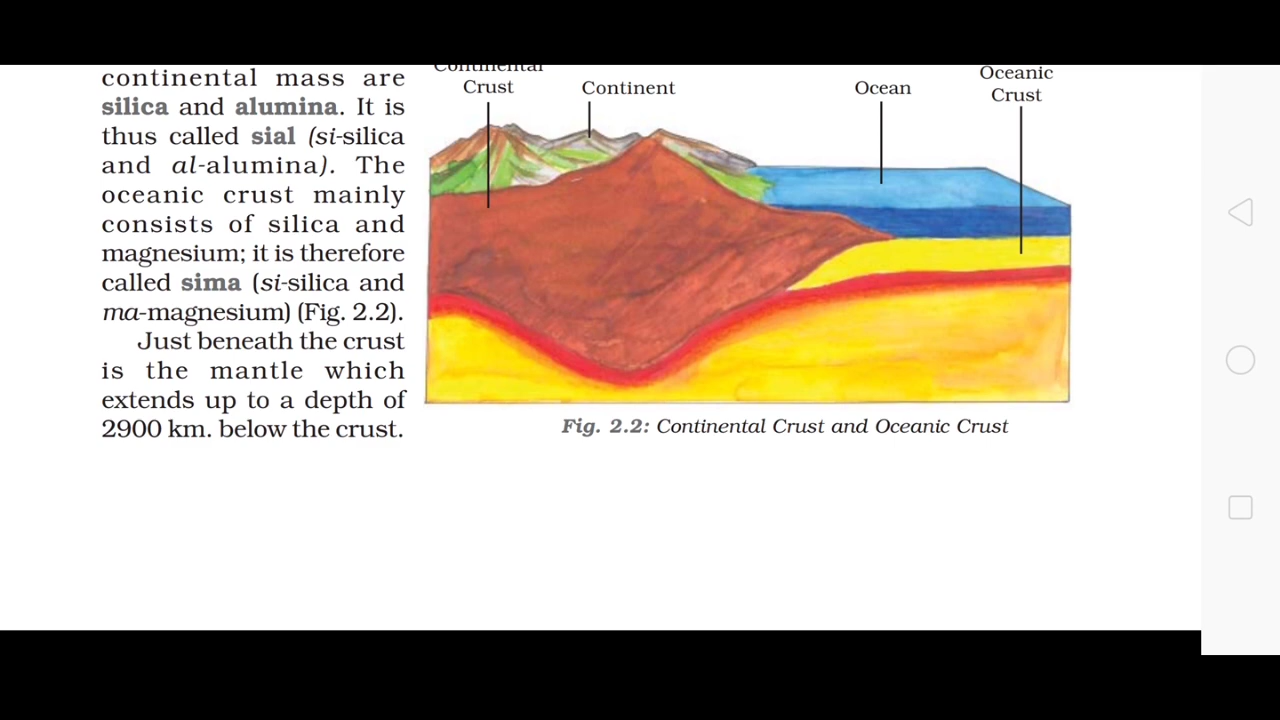 continental mass are
silica and alumina. It is
thus called sial (si-silica
and al-alumina). The
oceanic crust mainly
consists of silica and
magnesium; it is therefore
called sima (si-silica and
ma-magnesium) (Fig. 2.2).
Just beneath the crust
is the mantle which
extends up to a depth of
2900 km. below the crust.
Continental
Crust
Continent
Ocean
Oceanic
Crust
Fig. 2.2: Continental Crust and Oceanic Crust